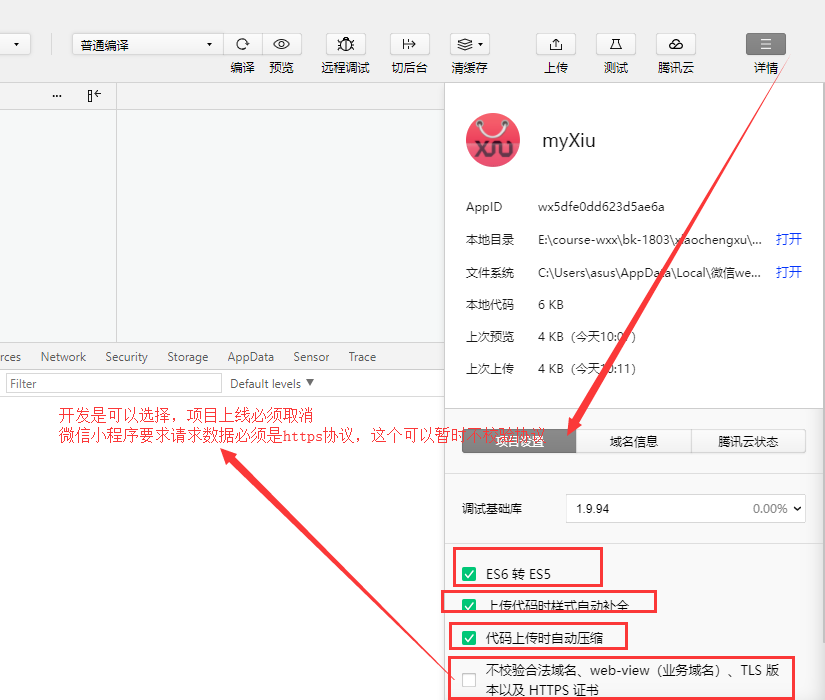 普通编译
编译 预览 远程调试 切后台 清缓存 上传 测试 腾讯云 详情
XIU
myXiu
AppID wx5dfe0dd623d5ae6a
本地目录 E:\course-wxx\bk-1803\xiaochengxu\... 打开
文件系统 C:\Users\asus\AppData\Local\微信we... 打开
本地代码 6 KB
上次预览 4 KB（今天10:07）
上次上传 4 KB（今天10:11）
rces Network Security Storage AppData Sensor Trace
Filter Default levels ▼
开发是可以选择，项目上线必须取消
微信小程序要求请求数据必须是https协议，这个可以暂时不校验协议
项目设置 域名信息 腾讯云状态
调试基础库 1.9.94 0.00%
ES6 转 ES5
上传代码时样式自动补全
代码上传时自动压缩
不校验合法域名、web-view（业务域名）、TLS 版
本以及 HTTPS 证书